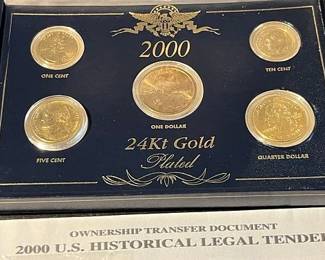 2000
ONE CENT
TEN CENT
ONE DOLLAR
FIVE CENT
24Kt Gold
Plated
QUARTER DOLLAR
OWNERSHIP TRANSFER DOCUMENT
2000 U.S. HISTORICAL LEGAL TENDER